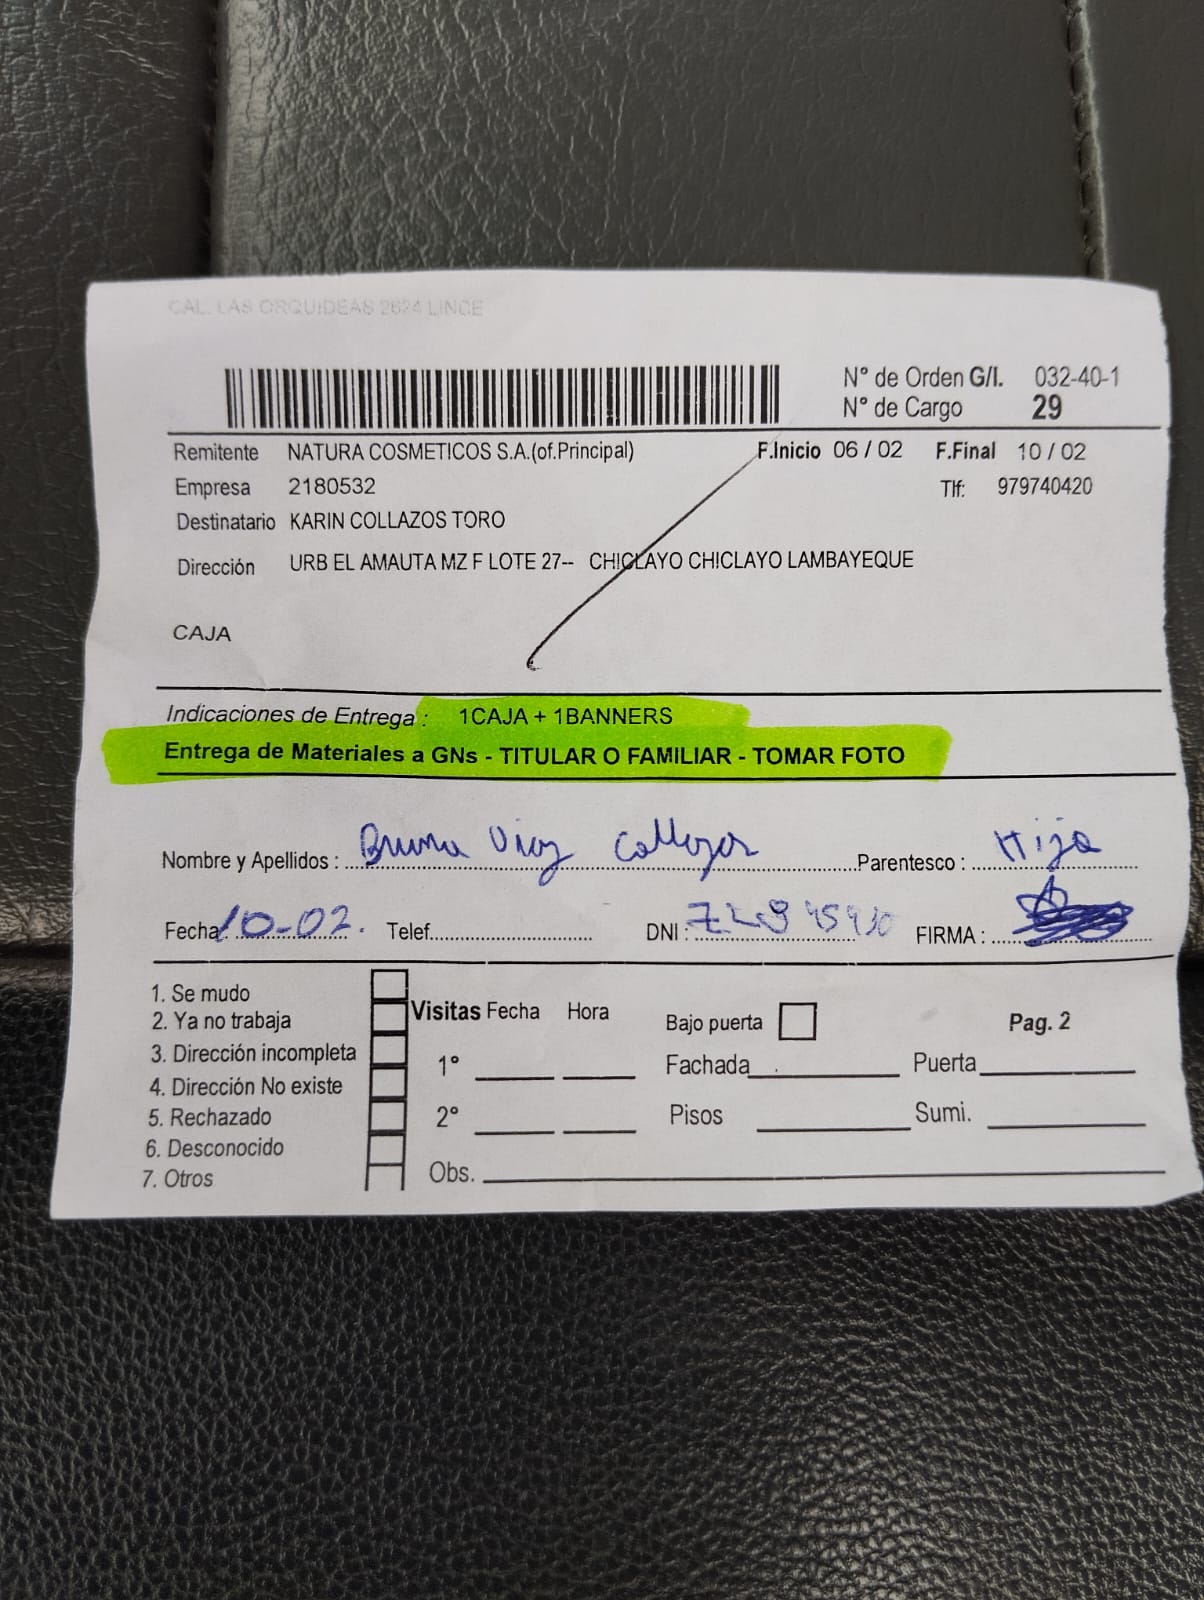 CAL. LAS ORQUIDEAS 2624 LINCE
N° de Orden G/I. 032-40-1
N° de Cargo 29
Remitente NATURA COSMETICOS S.A.(of.Principal) F.Inicio 06 / 02 F.Final 10 / 02
Empresa 2180532 Tlf: 979740420
Destinatario KARIN COLLAZOS TORO
Dirección URB EL AMAUTA MZ F LOTE 27-- CHICLAYO CHICLAYO LAMBAYEQUE
CAJA
Indicaciones de Entrega : 1CAJA + 1BANNERS
Entrega de Materiales a GNs - TITULAR O FAMILIAR - TOMAR FOTO
Nombre y Apellidos : Collazos Parentesco : Hija
Fecha 10-02. Telef. DNI : FIRMA :
1. Se mudo
2. Ya no trabaja
3. Dirección incompleta
4. Dirección No existe
5. Rechazado
6. Desconocido
7. Otros
Visitas Fecha Hora
1°
2°
Obs.
Bajo puerta Pag. 2
Fachada Puerta
Pisos Sumi.